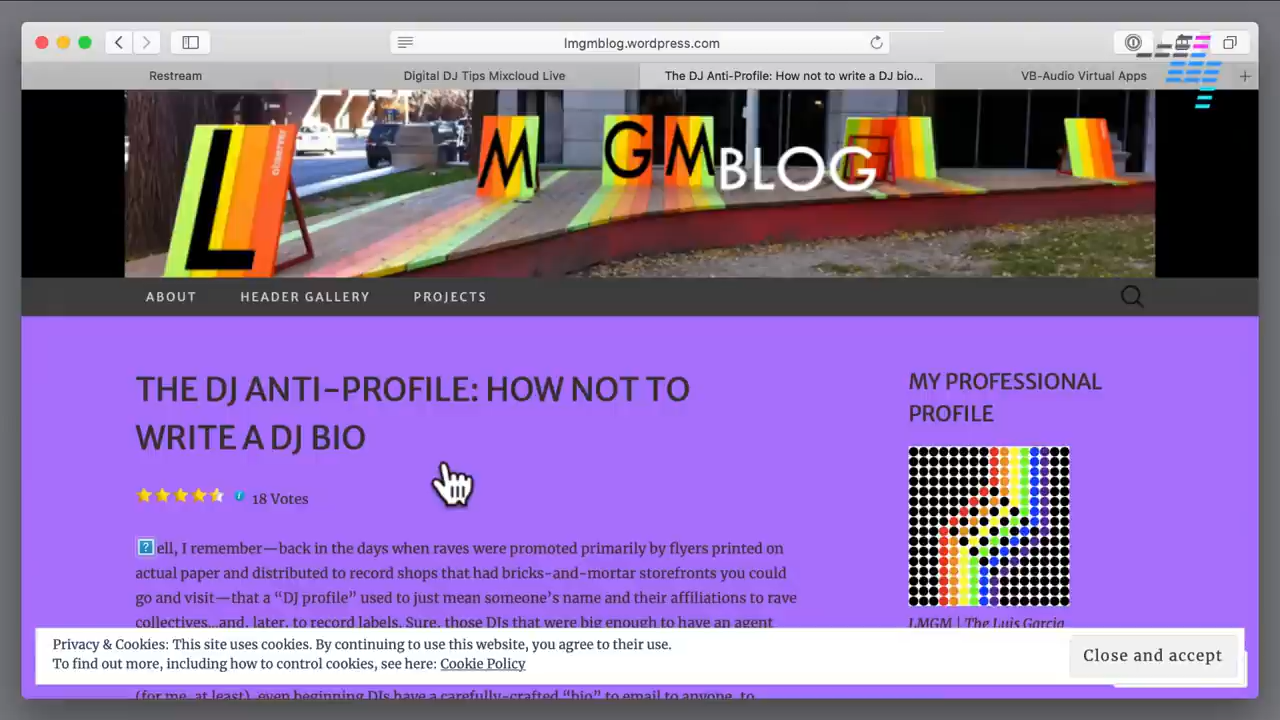 lmgmblog.wordpress.com
Restream
Digital DJ Tips Mixcloud Live
The DJ Anti-Profile: How not to write a DJ bio...
VB-Audio Virtual Apps
L M GM BLOG
observer
ABOUT
HEADER GALLERY
PROJECTS
THE DJ ANTI-PROFILE: HOW NOT TO
WRITE A DJ BIO
18 Votes
ell, I remember—back in the days when raves were promoted primarily by flyers printed on
actual paper and distributed to record shops that had bricks-and-mortar storefronts you could
go and visit—that a “DJ profile” used to just mean someone’s name and their affiliations to rave
collectives…and, later, to record labels. Sure, those DJs that were big enough to have an agent
(for me, at least), even beginning DJs have a carefully-crafted “bio” to email to anyone, to
MY PROFESSIONAL
PROFILE
LMGM | The Luis Garcia
Privacy & Cookies: This site uses cookies. By continuing to use this website, you agree to their use.
To find out more, including how to control cookies, see here: Cookie Policy
Close and accept